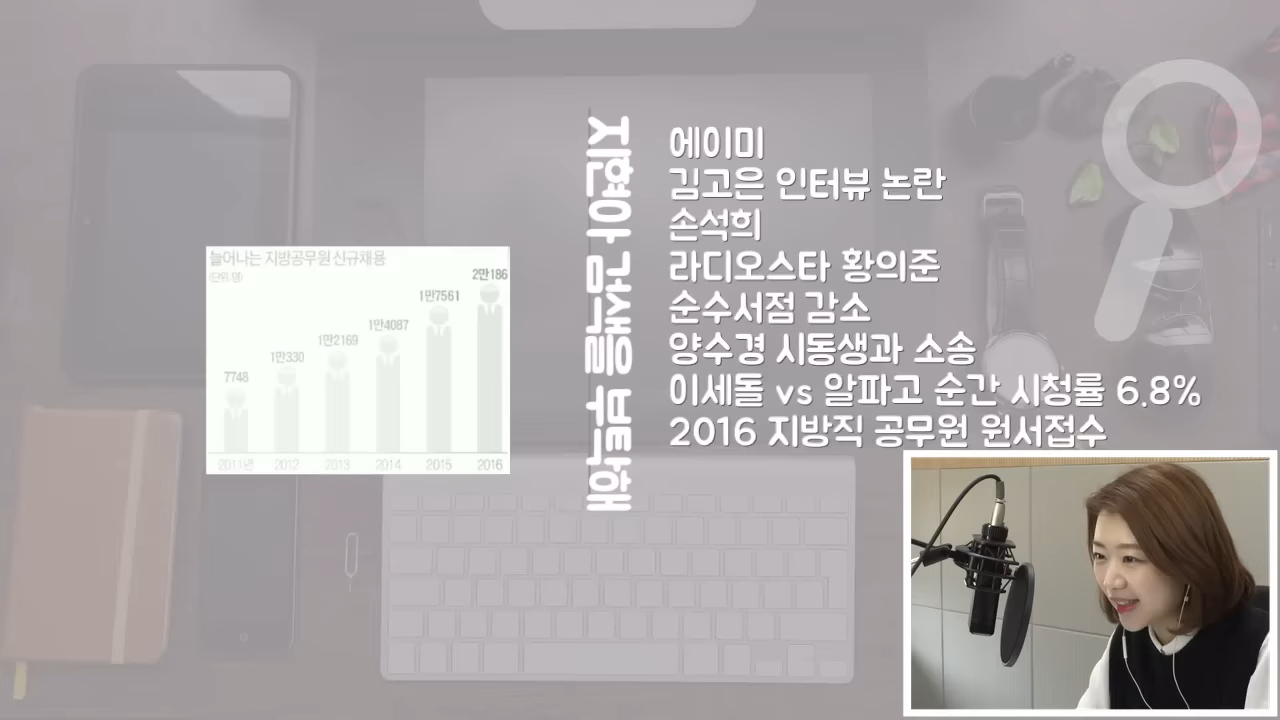 늘어나는 지방공무원 신규채용
(단위: 명)
7748
1만330
1만2169
1만4087
1만7561
2만186
2011년
2012
2013
2014
2015
2016
지현아 검색을 부탁해
에이미
김고은 인터뷰 논란
손석희
라디오스타 황의준
순수서점 감소
양수경 시동생과 소송
이세돌 vs 알파고 순간 시청률 6.8%
2016 지방직 공무원 원서접수